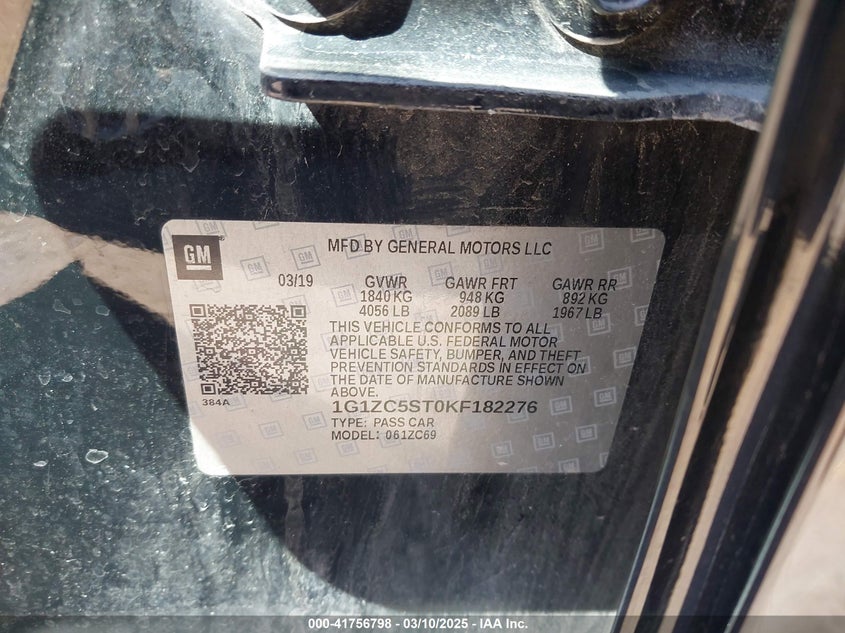 GM
MFD BY GENERAL MOTORS LLC
03/19 GVWR GAWR FRT GAWR RR
1840 KG 948 KG 892 KG
4056 LB 2089 LB 1967 LB
THIS VEHICLE CONFORMS TO ALL
APPLICABLE U.S. FEDERAL MOTOR
VEHICLE SAFETY, BUMPER, AND THEFT
PREVENTION STANDARDS IN EFFECT ON
THE DATE OF MANUFACTURE SHOWN
ABOVE.
384A
1G1ZC5ST0KF182276
TYPE: PASS CAR
MODEL: 061ZC69
000-41756798 — 03/10/2025 — IAA Inc.